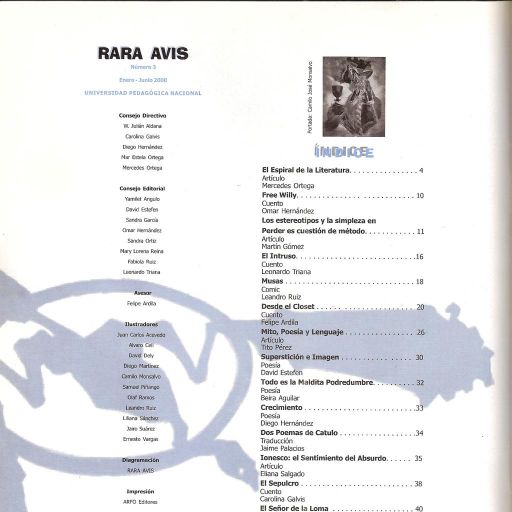 RARA AVIS
Número 3
Enero - Junio 2000
UNIVERSIDAD PEDAGÓGICA NACIONAL
Consejo Directivo
W. Julián Aldana
Carolina Galvis
Diego Hernández
Mar Estela Ortega
Mercedes Ortega
Consejo Editorial
Yamilet Angulo
David Estefen
Sandra García
Omar Hernández
Sandra Ortiz
Mary Lorena Reina
Fabiola Ruiz
Leonardo Triana
Asesor
Felipe Ardila
Ilustradores
Juan Carlos Acevedo
Alvaro Celi
David Dely
Diego Martínez
Camilo Monsalvo
Samuel Piñango
Olaf Ramos
Leandro Ruiz
Liliana Sánchez
Jairo Suárez
Ernesto Vargas
Diagramación
RARA AVIS
Impresión
ARFO Editores
Portada: Camilo José Monsalvo
ÍNDICE
El Espiral de la Literatura. . . . . . . . . . . . . . . . 4
Artículo
Mercedes Ortega
Free Willy. . . . . . . . . . . . . . . . . . . . . . . . . . 10
Cuento
Omar Hernández
Los estereotipos y la simpleza en
Perder es cuestión de método. . . . . . . . . . . . 11
Artículo
Martín Gómez
El Intruso. . . . . . . . . . . . . . . . . . . . . . . . . .16
Cuento
Leonardo Triana
Musas . . . . . . . . . . . . . . . . . . . . . . . . . . . . 18
Comic
Leandro Ruiz
Desde el Closet . . . . . . . . . . . . . . . . . . . . . 20
Cuento
Felipe Ardila
Mito, Poesía y Lenguaje . . . . . . . . . . . . . . . 26
Artículo
Tito Pérez
Superstición e Imagen . . . . . . . . . . . . . . . . 30
Poesía
David Estefen
Todo es la Maldita Podredumbre. . . . . . . . . . 32
Poesía
Beira Aguilar
Crecimiento . . . . . . . . . . . . . . . . . . . . . . . .33
Poesía
Diego Hernández
Dos Poemas de Catulo . . . . . . . . . . . . . . . . .34
Traducción
Jaime Palacios
Ionesco: el Sentimiento del Absurdo. . . . . . 35
Artículo
Eliana Salgado
El Sepulcro . . . . . . . . . . . . . . . . . . . . . . . . 38
Cuento
Carolina Galvis
El Señor de la Loma . . . . . . . . . . . . . . . . . . 40